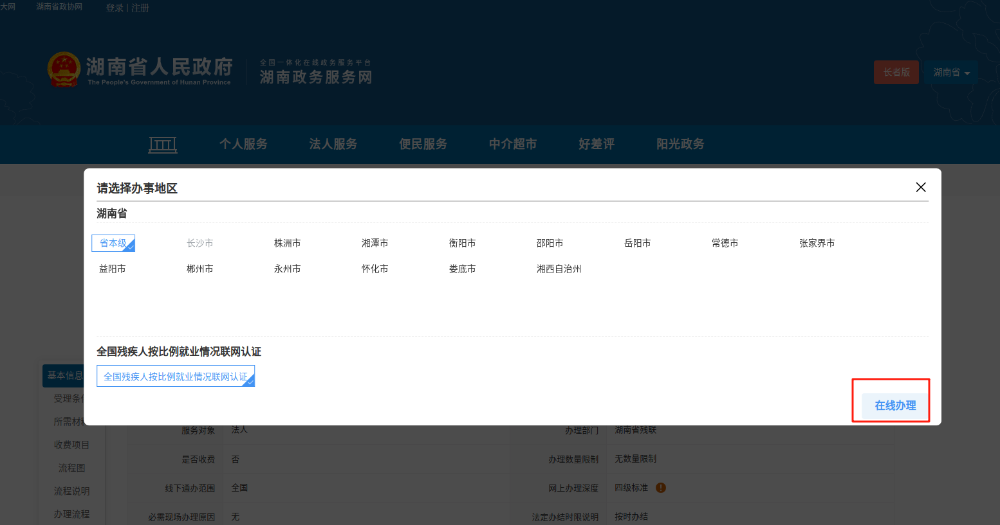 大网 湖南省政协网 登录 | 注册
湖南省人民政府
The People's Government of Hunan Province
全国一体化在线政务服务平台
湖南政务服务网
长者版 湖南省
个人服务 法人服务 便民服务 中介超市 好差评 阳光政务
请选择办事地区
湖南省
省本级 长沙市 株洲市 湘潭市 衡阳市 邵阳市 岳阳市 常德市 张家界市
益阳市 郴州市 永州市 怀化市 娄底市 湘西自治州
全国残疾人按比例就业情况联网认证
全国残疾人按比例就业情况联网认证
在线办理
基本信息
受理条
所需材
收费项目
流程图
流程说明
办理流程
服务对象 法人 办理部门 湖南省残联
是否收费 否 办理数量限制 无数量限制
线下通办范围 全国 网上办理深度 四级标准
必需现场办理原因 无 法定办结时限说明 按时办结